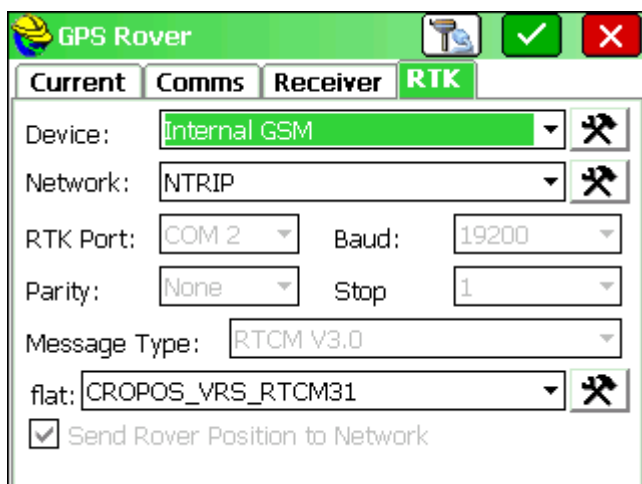 GPS Rover
Current Comms Receiver RTK
Device: Internal GSM
Network: NTRIP
RTK Port: COM 2 Baud: 19200
Parity: None Stop 1
Message Type: RTCM V3.0
flat: CROPOS_VRS_RTCM31
Send Rover Position to Network